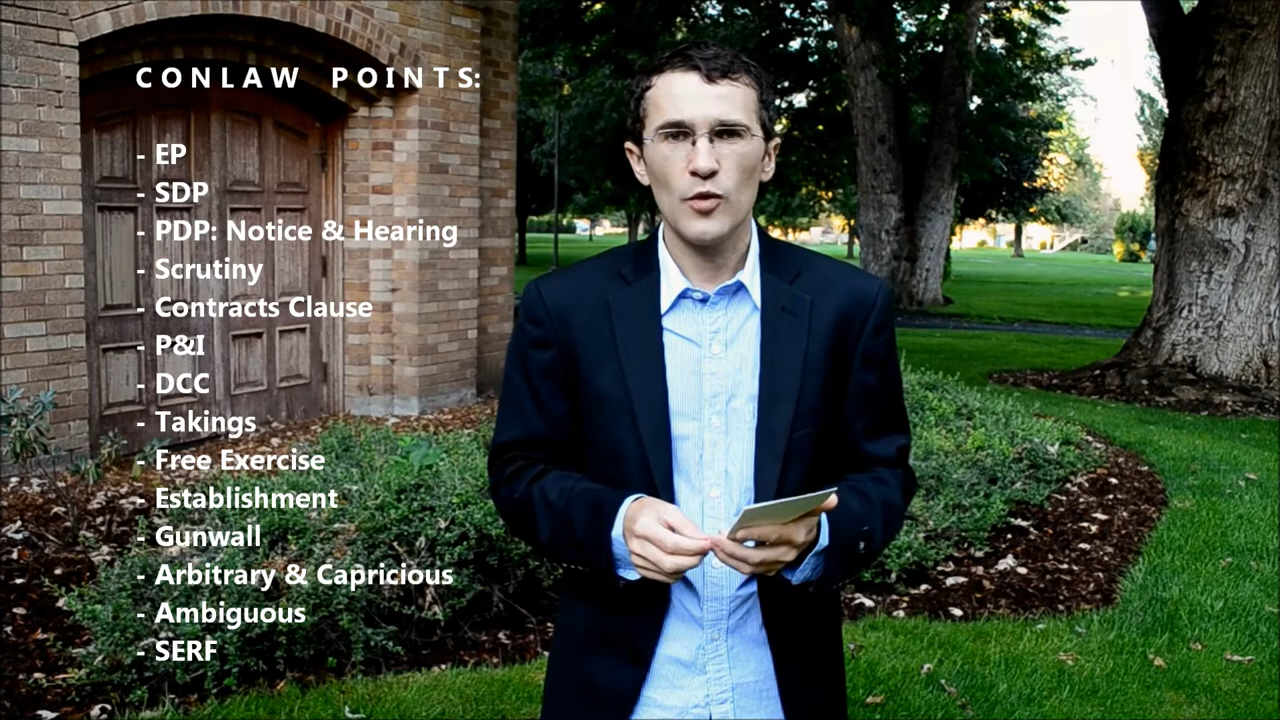 CONLAW POINTS:
- EP
- SDP
- PDP: Notice & Hearing
- Scrutiny
- Contracts Clause
- P&I
- DCC
- Takings
- Free Exercise
- Establishment
- Gunwall
- Arbitrary & Capricious
- Ambiguous
- SERF